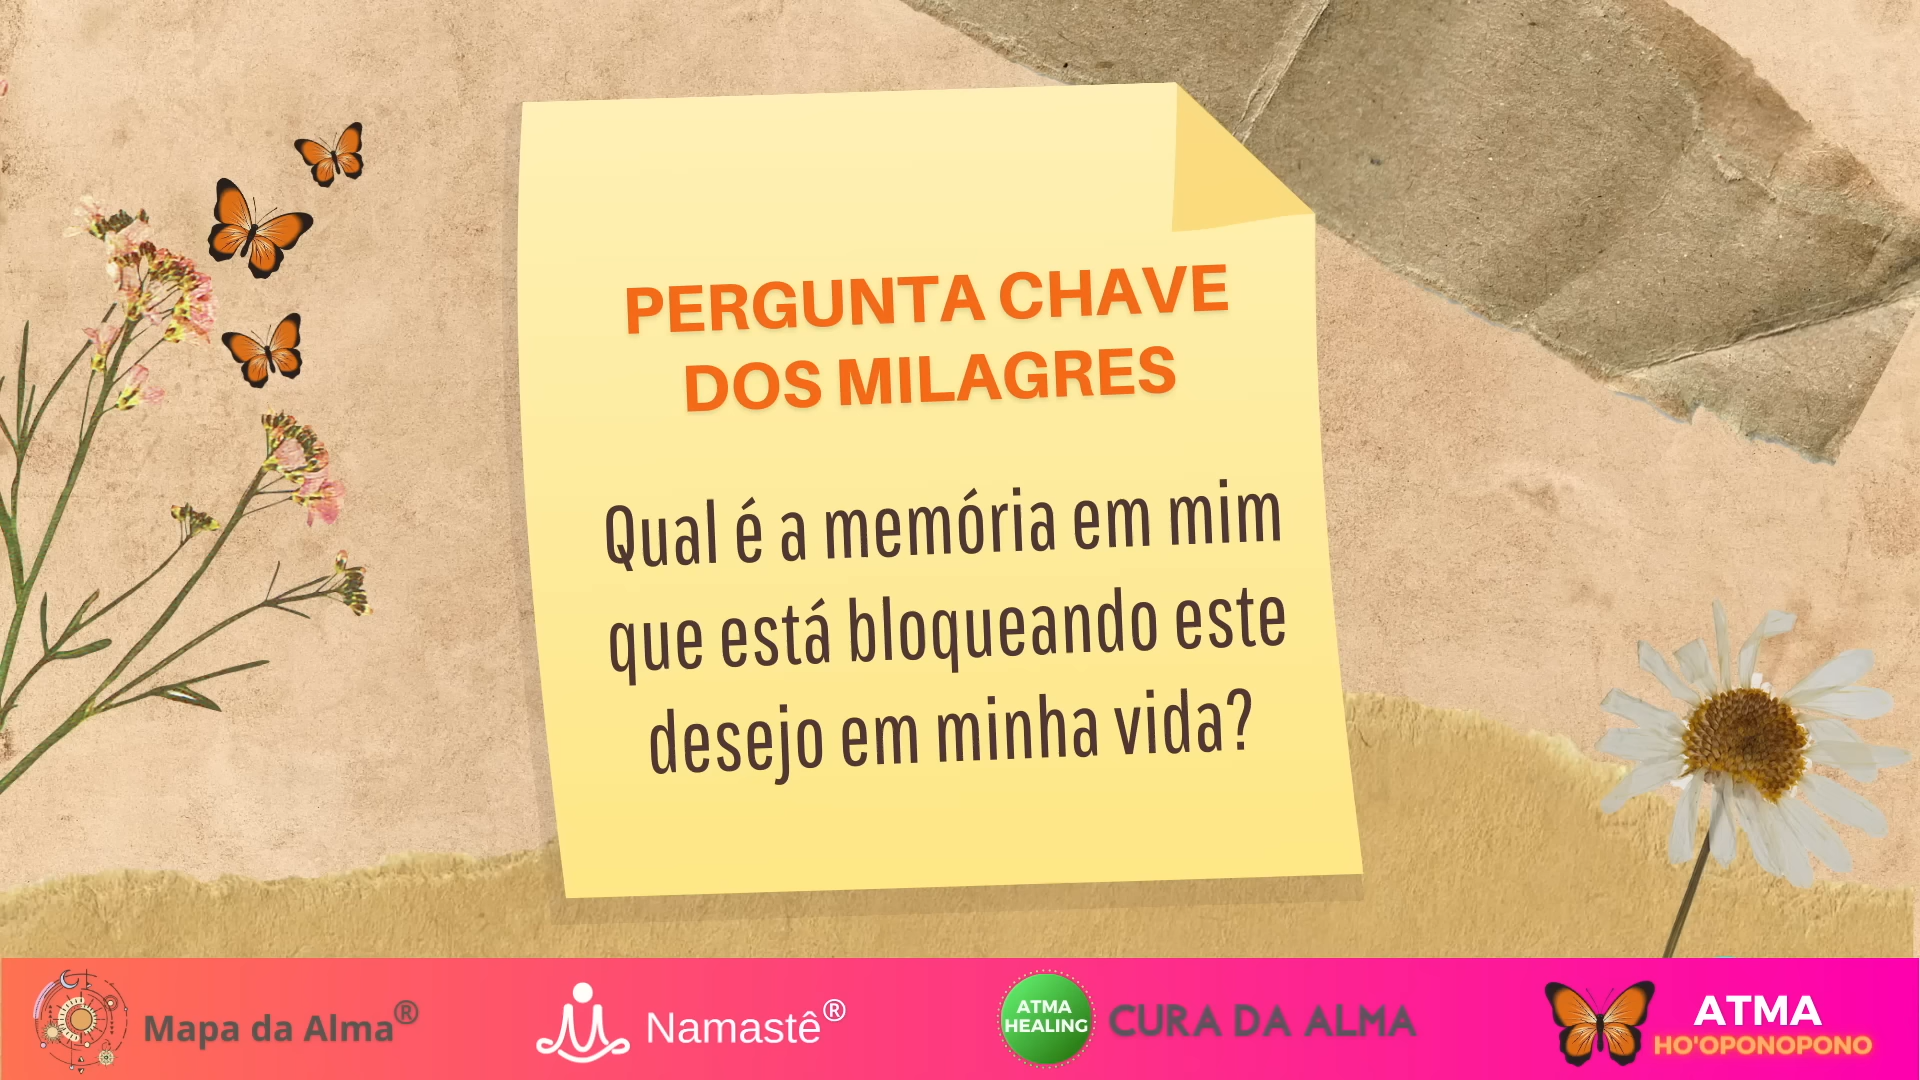 PERGUNTA CHAVE
DOS MILAGRES
Qual é a memória em mim
que está bloqueando este
desejo em minha vida?
Mapa da Alma®
Namastê®
ATMA
HEALING
CURA DA ALMA
ATMA
HO'OPONOPONO